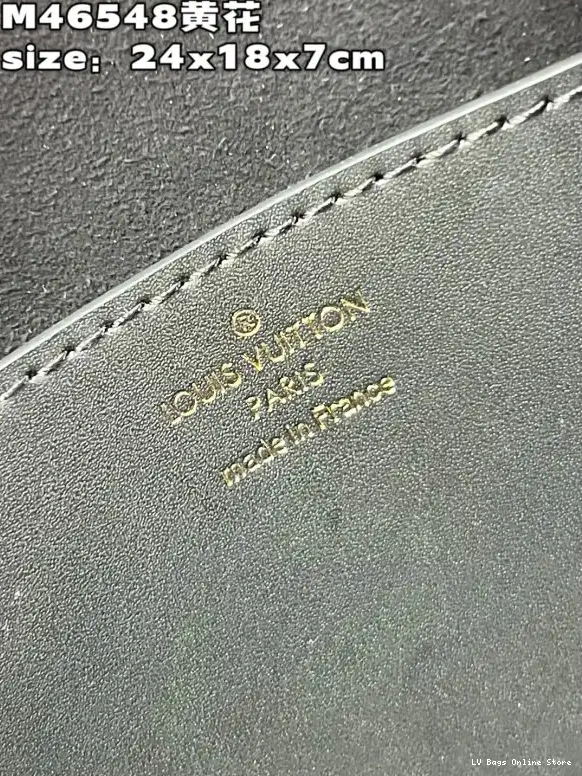 M46548黄花
size：24x18x7cm
®
LOUIS VUITTON
PARIS
made in France
LV Bags Online Store